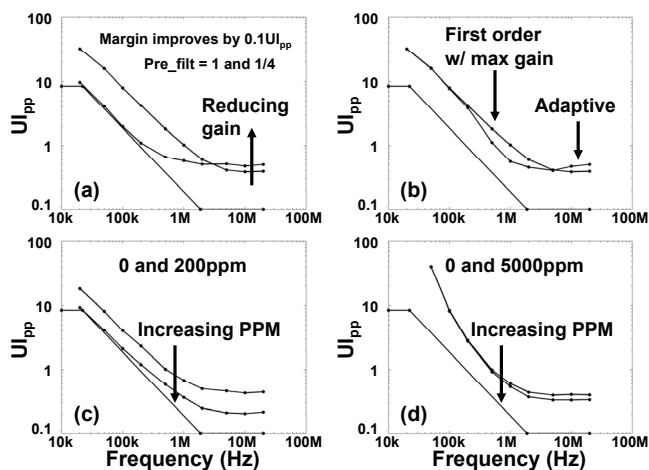 100
10
1
0.1
UIpp
Margin improves by 0.1UIpp
Pre_filt = 1 and 1/4
Reducing
gain
(a)
10k 100k 1M 10M 100M
100
10
1
0.1
UIpp
First order
w/ max gain
Adaptive
(b)
10k 100k 1M 10M 100M
100
10
1
0.1
UIpp
0 and 200ppm
Increasing PPM
(c)
10k 100k 1M 10M 100M
Frequency (Hz)
100
10
1
0.1
UIpp
0 and 5000ppm
Increasing PPM
(d)
10k 100k 1M 10M 100M
Frequency (Hz)